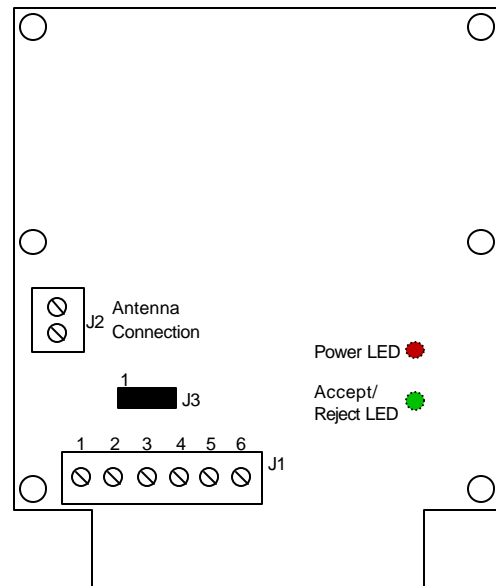 J2
Antenna
Connection
Power LED
1
J3
Accept/
Reject LED
1 2 3 4 5 6
J1